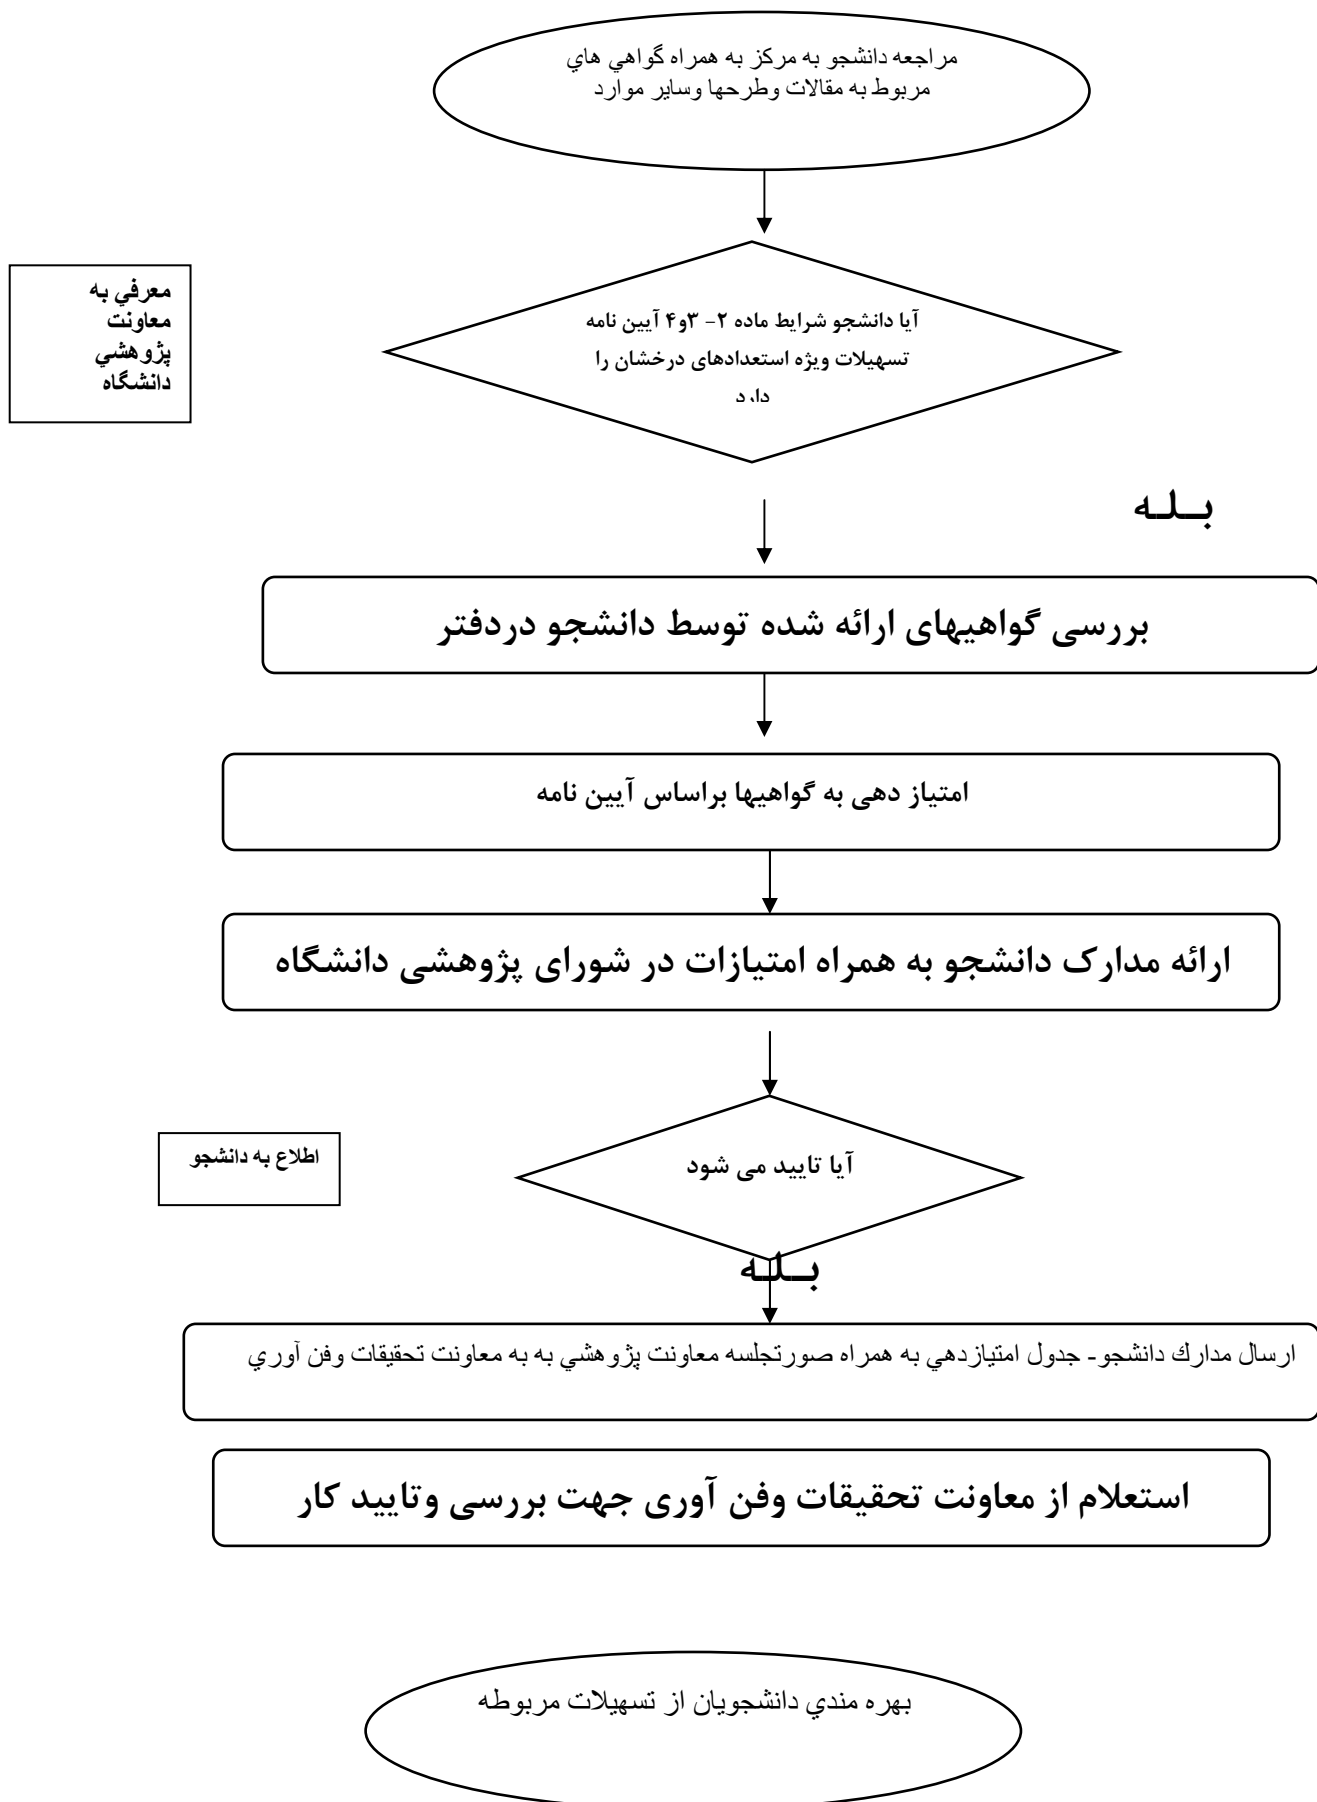 مراجعه دانشجو به مركز به همراه گواهي هاي
مربوط به مقالات وطرحها وساير موارد
آیا دانشجو شرایط ماده ۲- ۳و۴ آیین نامه
تسهیلات ویژه استعدادهای درخشان را
دارد
معرفي به
معاونت
پژوهشي
دانشگاه
بــلــه
بررسی گواهیهای ارائه شده توسط دانشجو دردفتر
امتیاز دهی به گواهیها براساس آیین نامه
ارائه مدارک دانشجو به همراه امتیازات در شورای پژوهشی دانشگاه
آیا تایید می شود
اطلاع به دانشجو
بــلــه
ارسال مدارك دانشجو- جدول امتيازدهي به همراه صورتجلسه معاونت پژوهشي به به معاونت تحقيقات وفن آوري
استعلام از معاونت تحقیقات وفن آوری جهت بررسی وتایید کار
بهره مندي دانشجويان از تسهيلات مربوطه